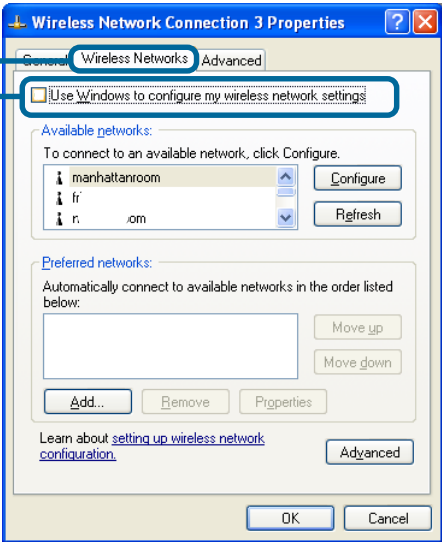 Wireless Network Connection 3 Properties
General Wireless Networks Advanced
Use Windows to configure my wireless network settings
Available networks:
To connect to an available network, click Configure.
manhattanroom
Configure
Refresh
Preferred networks:
Automatically connect to available networks in the order listed
below:
Move up
Move down
Add... Remove Properties
Learn about setting up wireless network
configuration.
Advanced
OK Cancel